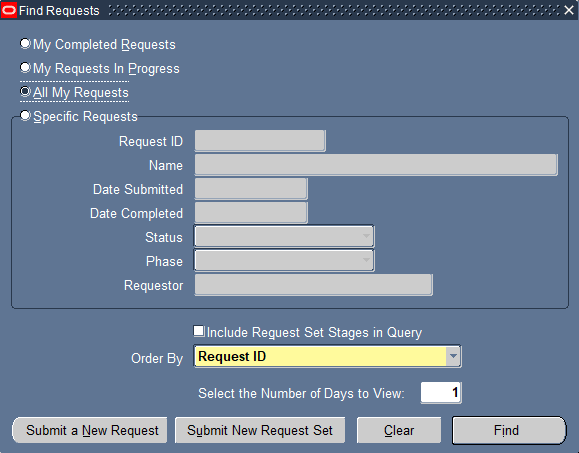 Find Requests
My Completed Requests
My Requests In Progress
All My Requests
Specific Requests
Request ID
Name
Date Submitted
Date Completed
Status
Phase
Requestor
Include Request Set Stages in Query
Order By Request ID
Select the Number of Days to View: 1
Submit a New Request Submit New Request Set Clear Find